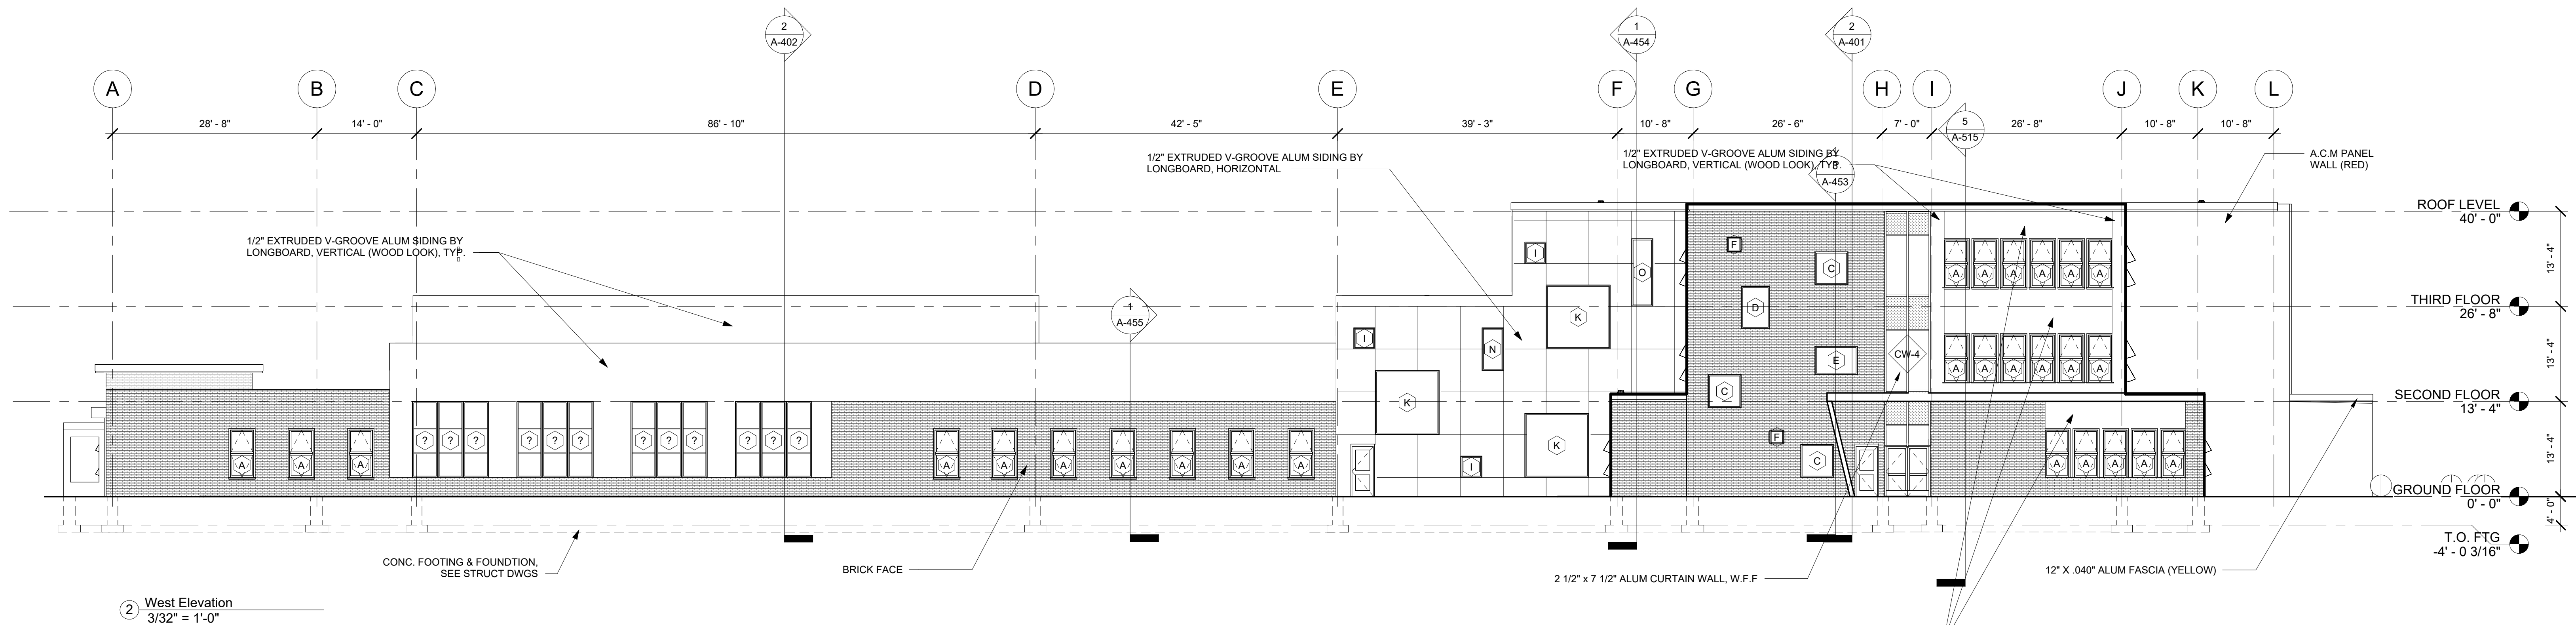 2
A-402
1
A-454
2
A-401
A
B
C
D
E
F
G
H
I
J
K
L
28' - 8"
14' - 0"
86' - 10"
42' - 5"
39' - 3"
10' - 8"
26' - 6"
7' - 0"
26' - 8"
10' - 8"
10' - 8"
5
A-515
1/2" EXTRUDED V-GROOVE ALUM SIDING BY
LONGBOARD, HORIZONTAL
1/2" EXTRUDED V-GROOVE ALUM SIDING BY
LONGBOARD, VERTICAL (WOOD LOOK), TYP.
A-453
A.C.M PANEL
WALL (RED)
ROOF LEVEL
40' - 0"
1/2" EXTRUDED V-GROOVE ALUM SIDING BY
LONGBOARD, VERTICAL (WOOD LOOK), TYP.
0
13' - 4"
I
O
F
C
A A A A A A
THIRD FLOOR
26' - 8"
1
A-455
K
D
13' - 4"
I
N
E
CW-4
A A A A A A
SECOND FLOOR
13' - 4"
K
C
K
F
13' - 4"
? ? ? ? ? ? ? ? ? ? ? ?
A A A
A A A A A A A
I
C
A A A A A
GROUND FLOOR
0' - 0"
4' - 0"
T.O. FTG
-4' - 0 3/16"
CONC. FOOTING & FOUNDTION,
SEE STRUCT DWGS
BRICK FACE
2 1/2" x 7 1/2" ALUM CURTAIN WALL, W.F.F
12" X .040" ALUM FASCIA (YELLOW)
2
West Elevation
3/32" = 1'-0"